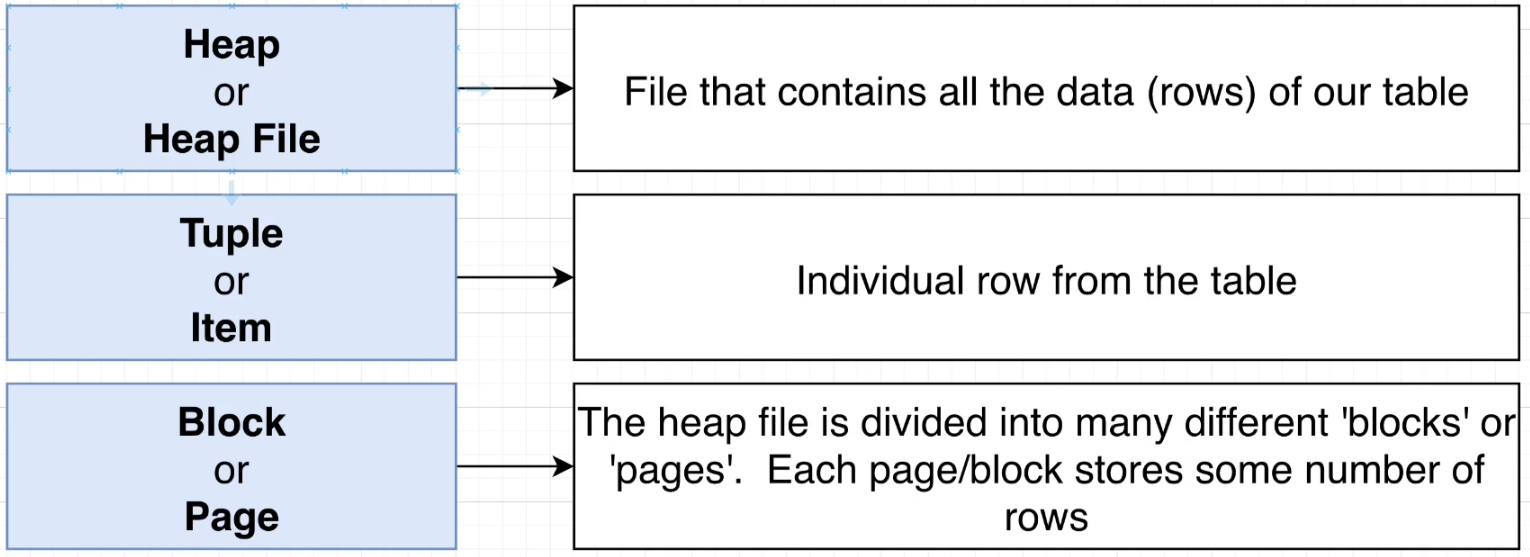 Heap
or
Heap File
File that contains all the data (rows) of our table
Tuple
or
Item
Individual row from the table
Block
or
Page
The heap file is divided into many different 'blocks' or
'pages'.  Each page/block stores some number of
rows